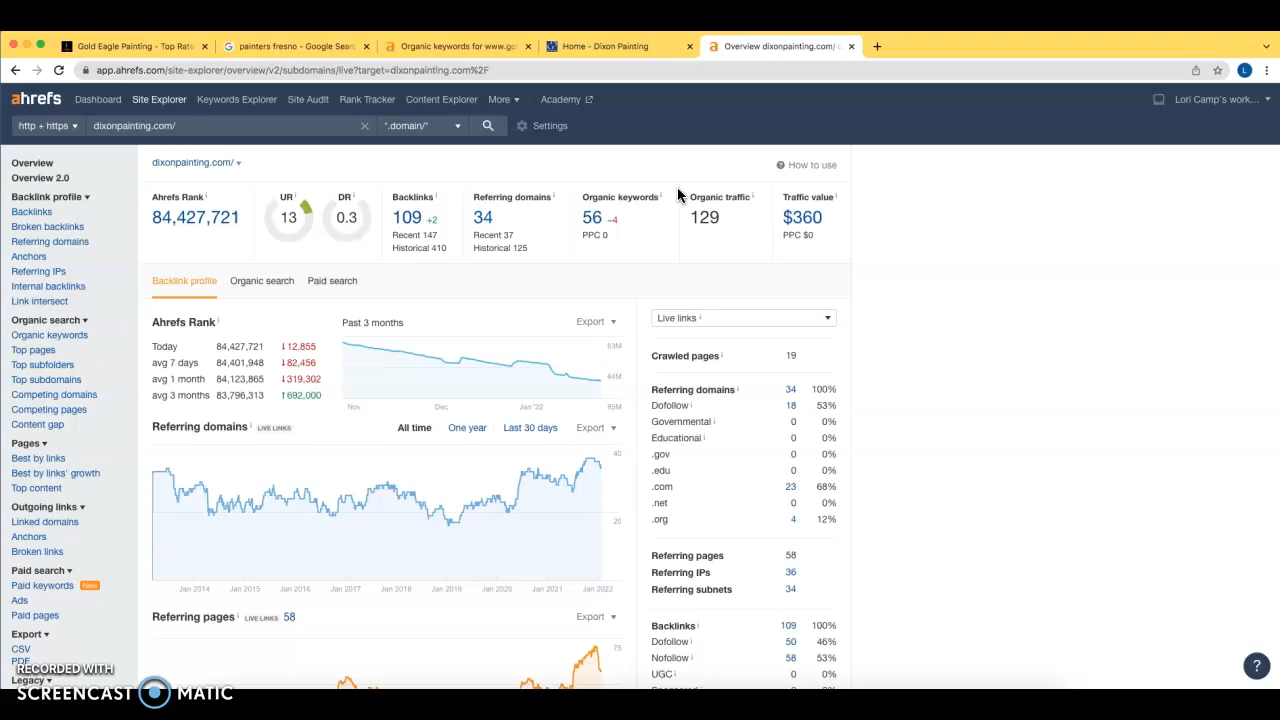 Gold Eagle Painting - Top Rate
painters fresno - Google Sear
Organic keywords for www.go
Home - Dixon Painting
Overview dixonpainting.com/
app.ahrefs.com/site-explorer/overview/v2/subdomains/live?target=dixonpainting.com%2F
L
ahrefs
Dashboard Site Explorer Keywords Explorer Site Audit Rank Tracker Content Explorer More Academy
Lori Camp's work...
http + https
dixonpainting.com/
*.domain/*
Settings
Overview
Overview 2.0
Backlink profile
Backlinks
Broken backlinks
Referring domains
Anchors
Referring IPs
Internal backlinks
Link intersect
Organic search
Organic keywords
Top pages
Top subfolders
Top subdomains
Competing domains
Competing pages
Content gap
Pages
Best by links
Best by links' growth
Top content
Outgoing links
Linked domains
Anchors
Broken links
Paid search
Paid keywords New
Ads
Paid pages
Export
CSV
PDF
Legacy
dixonpainting.com/
How to use
Ahrefs Rank
84,427,721
UR
13
DR
0.3
Backlinks
109 +2
Recent 147
Historical 410
Referring domains
34
Recent 37
Historical 125
Organic keywords
56 −4
PPC 0
Organic traffic
129
Traffic value
$360
PPC $0
Backlink profile Organic search Paid search
Ahrefs Rank
Past 3 months
Export
Today 84,427,721 ↓12,855
avg 7 days 84,401,948 ↓82,456
avg 1 month 84,123,865 ↓319,302
avg 3 months 83,796,313 ↑692,000
83M
84M
85M
Nov Dec Jan '22
Referring domains LIVE LINKS
All time One year Last 30 days Export
40
20
Jan 2014 Jan 2015 Jan 2016 Jan 2017 Jan 2018 Jan 2019 Jan 2020 Jan 2021 Jan 2022
Referring pages LIVE LINKS 58
Export
75
Live links
Crawled pages 19
Referring domains 34 100%
Dofollow 18 53%
Governmental 0 0%
Educational 0 0%
.gov 0 0%
.edu 0 0%
.com 23 68%
.net 0 0%
.org 4 12%
Referring pages 58
Referring IPs 36
Referring subnets 34
Backlinks 109 100%
Dofollow 50 46%
Nofollow 58 53%
UGC 0 0%
?
RECORDED WITH
SCREENCAST MATIC